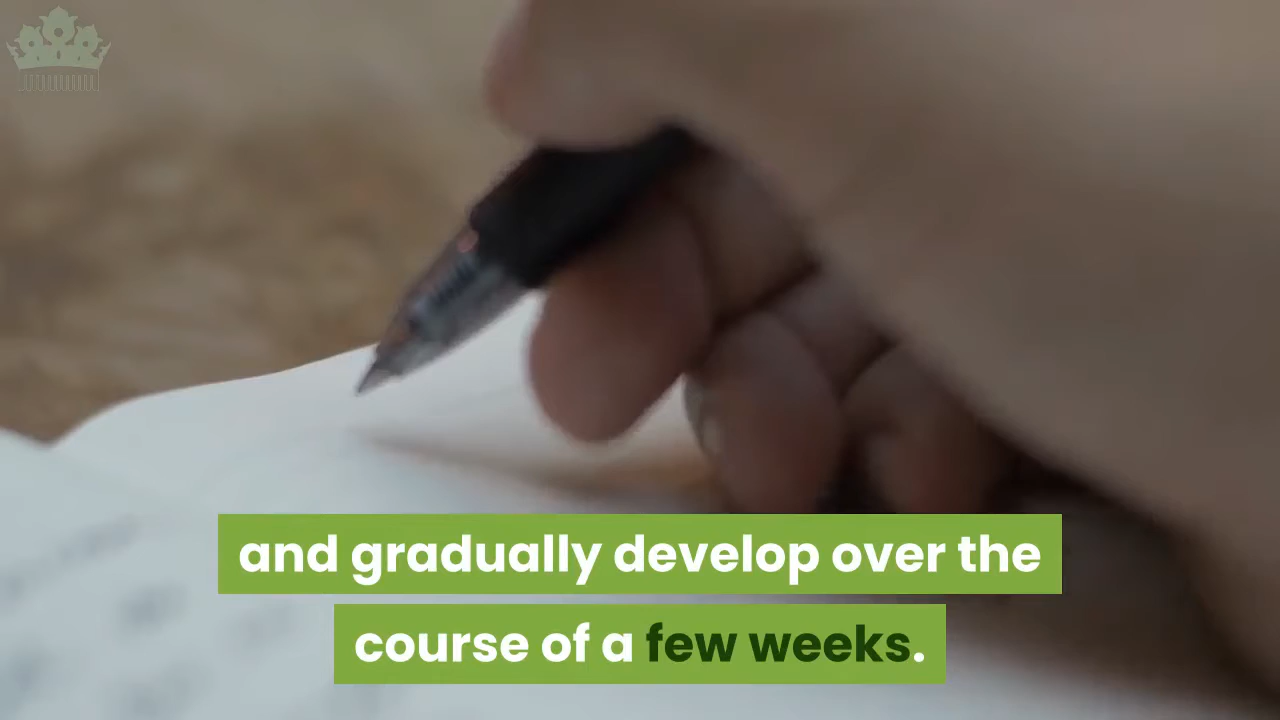 and gradually develop over the
course of a few weeks.